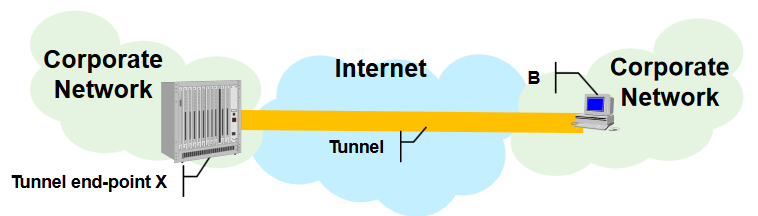 Corporate
Network
Internet
B
Corporate
Network
Tunnel
Tunnel end-point X